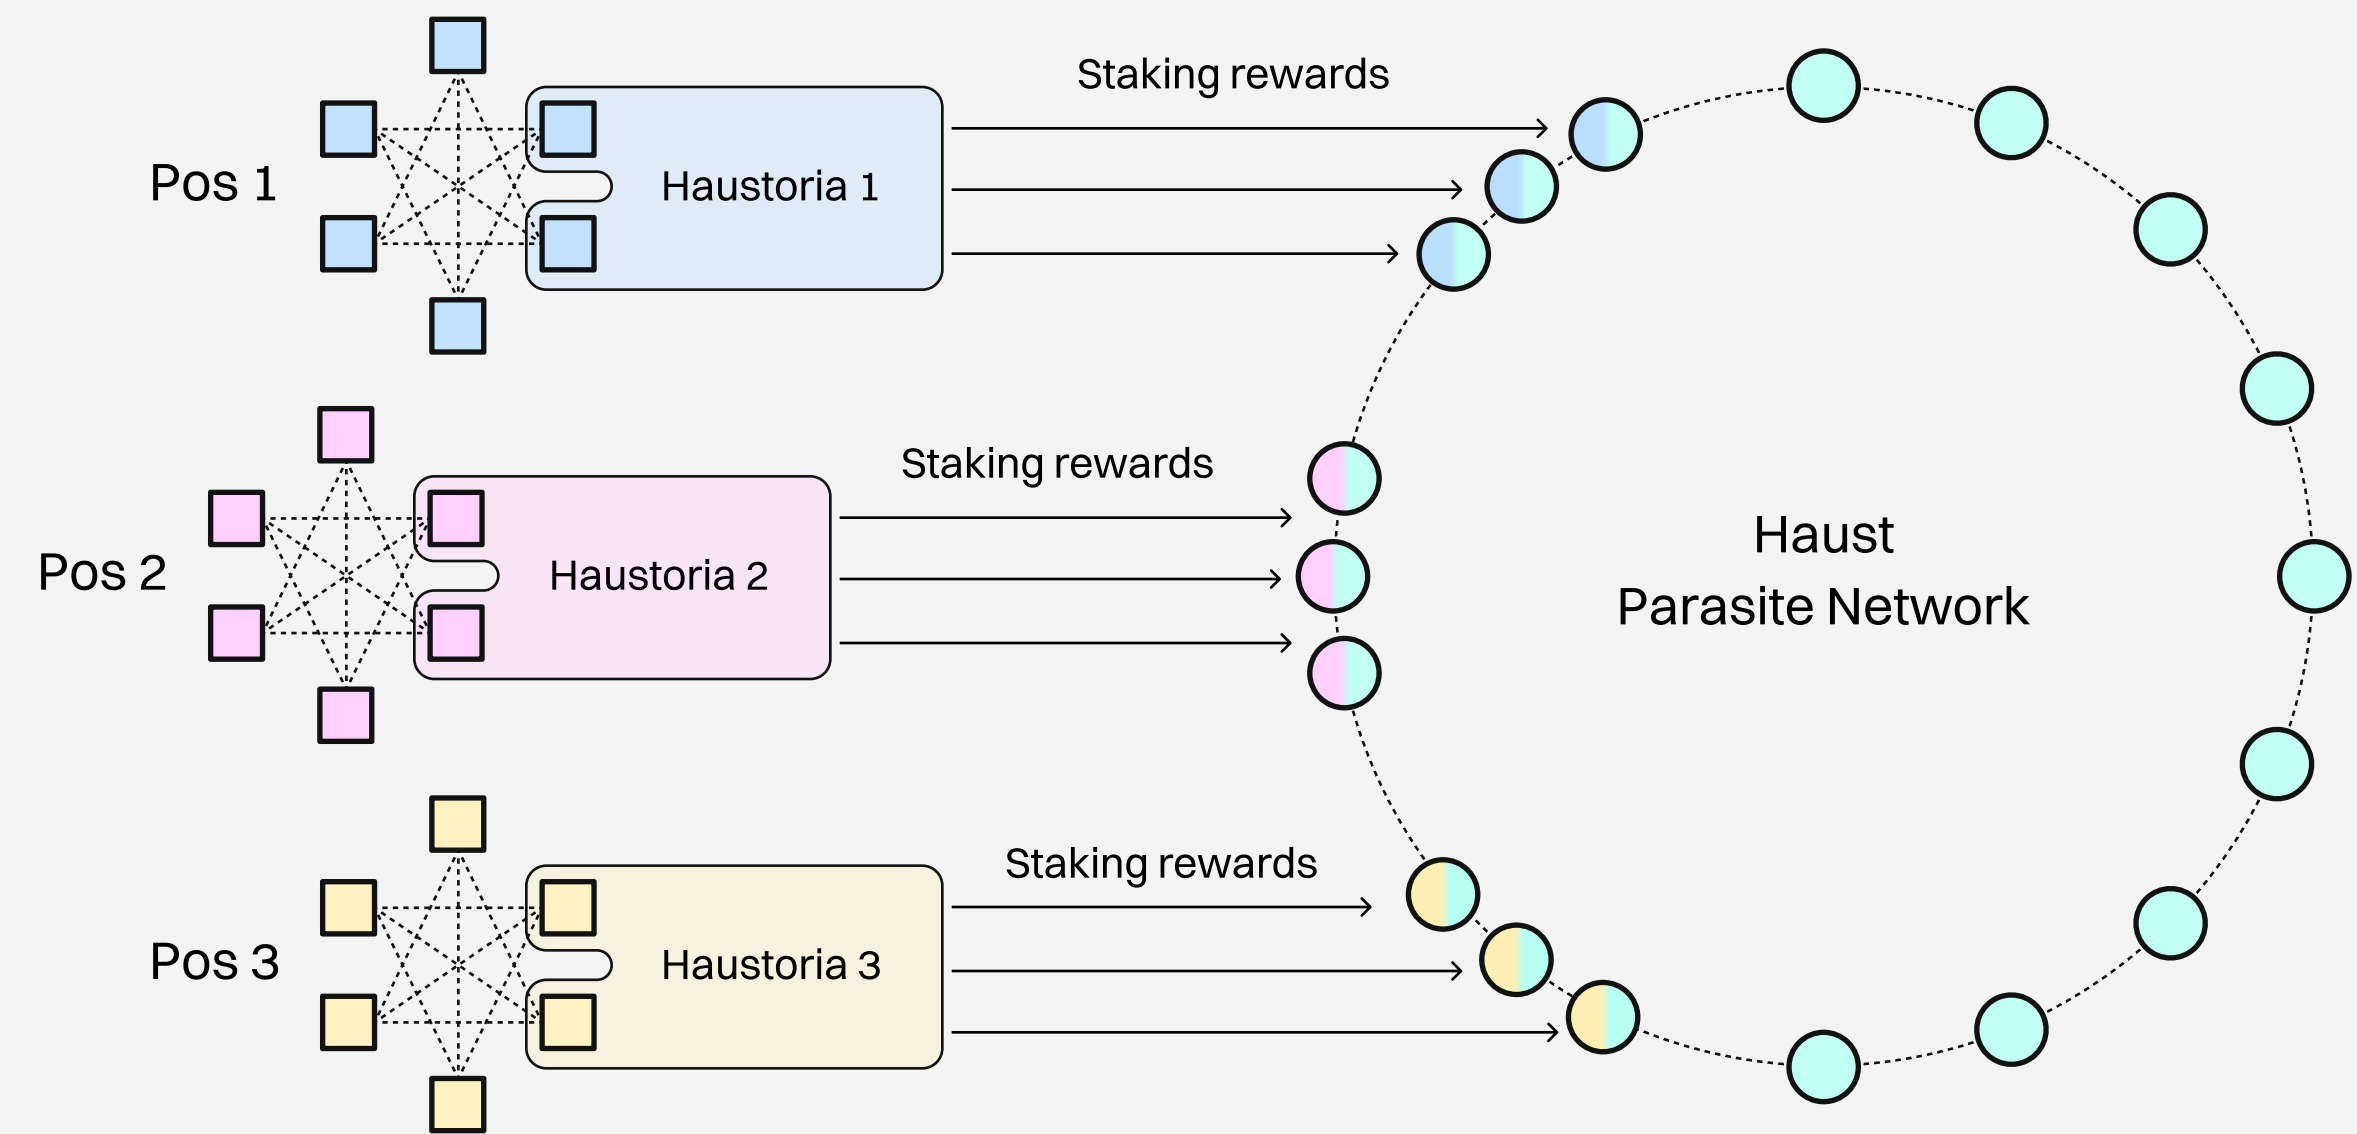 Staking rewards
Pos 1
Haustoria 1
Staking rewards
Pos 2
Haustoria 2
Haust
Parasite Network
Staking rewards
Pos 3
Haustoria 3